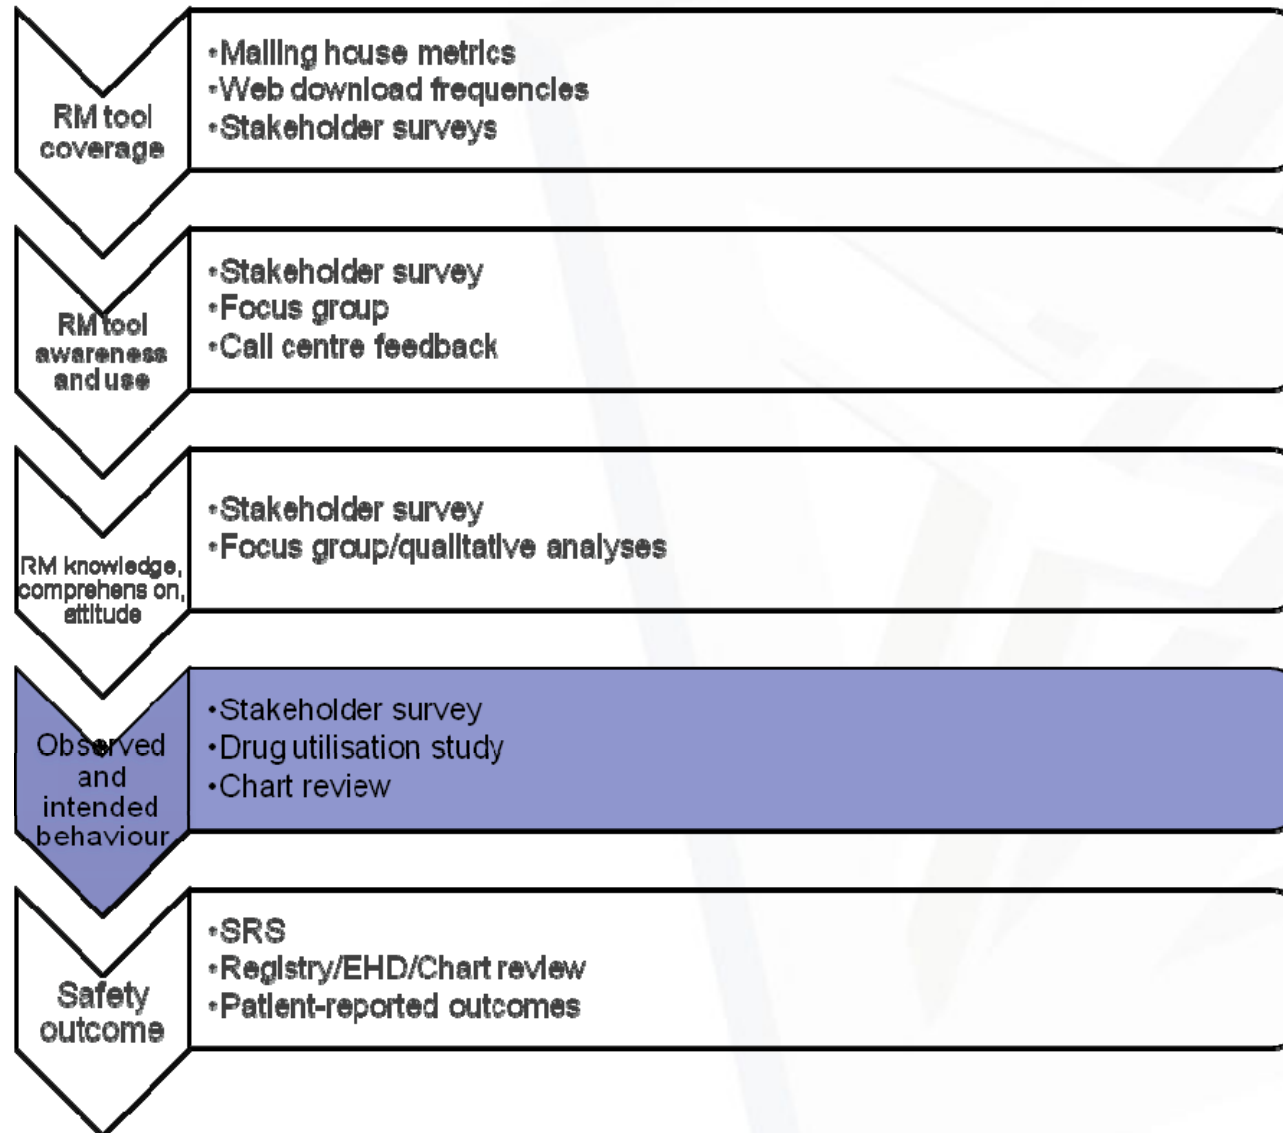 RM tool
coverage
•Mailing house metrics
•Web download frequencies
•Stakeholder surveys
RM tool
awareness
and use
•Stakeholder survey
•Focus group
•Call centre feedback
RM knowledge,
comprehens on,
attitude
•Stakeholder survey
•Focus group/qualitative analyses
Observed
and
intended
behaviour
•Stakeholder survey
•Drug utilisation study
•Chart review
Safety
outcome
•SRS
•Registry/EHD/Chart review
•Patient-reported outcomes